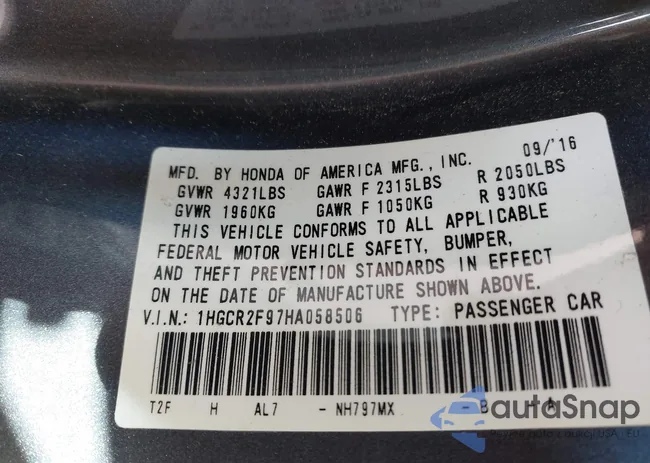 MFD. BY HONDA OF AMERICA MFG., INC. 09/'16
GVWR 4321LBS GAWR F 2315LBS R 2050LBS
GVWR 1960KG GAWR F 1050KG R 930KG
THIS VEHICLE CONFORMS TO ALL APPLICABLE
FEDERAL MOTOR VEHICLE SAFETY, BUMPER,
AND THEFT PREVENTION STANDARDS IN EFFECT
ON THE DATE OF MANUFACTURE SHOWN ABOVE.
V.I.N.: 1HGCR2F97HA058506 TYPE: PASSENGER CAR
T2F H AL7 - NH797MX - B A
autoSnap